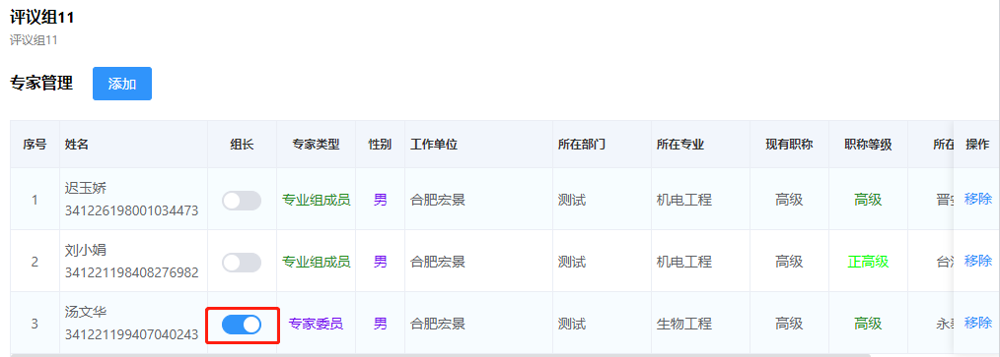 评议组11
评议组11
专家管理 添加
序号 姓名 组长 专家类型 性别 工作单位 所在部门 所在专业 现有职称 职称等级 所在 操作
1 迟玉娇 341226198001034473 专业组成员 男 合肥宏景 测试 机电工程 高级 高级 晋 移除
2 刘小娟 341221198408276982 专业组成员 男 合肥宏景 测试 机电工程 高级 正高级 台 移除
3 汤文华 341221199407040243 专家委员 男 合肥宏景 测试 生物工程 高级 高级 永 移除